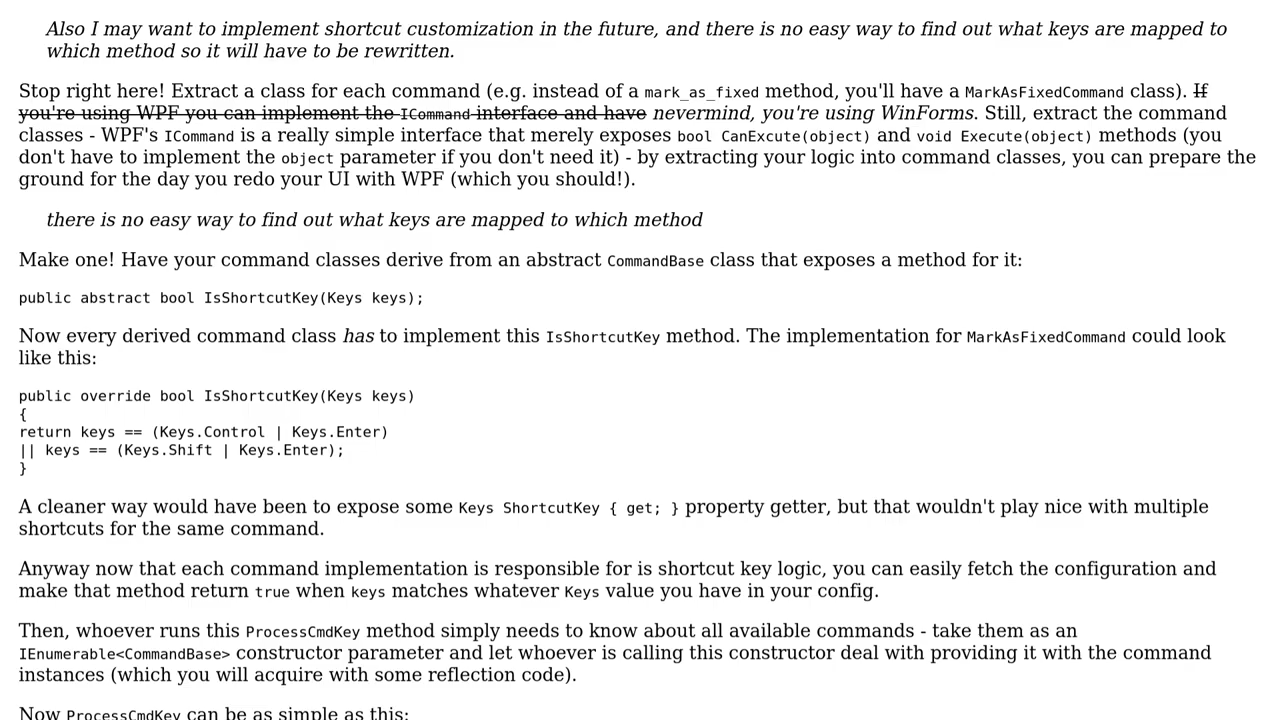 Also I may want to implement shortcut customization in the future, and there is no easy way to find out what keys are mapped to
which method so it will have to be rewritten.
Stop right here! Extract a class for each command (e.g. instead of a mark_as_fixed method, you'll have a MarkAsFixedCommand class). If
you're using WPF you can implement the ICommand interface and have nevermind, you're using WinForms. Still, extract the command
classes - WPF's ICommand is a really simple interface that merely exposes bool CanExcute(object) and void Execute(object) methods (you
don't have to implement the object parameter if you don't need it) - by extracting your logic into command classes, you can prepare the
ground for the day you redo your UI with WPF (which you should!).
there is no easy way to find out what keys are mapped to which method
Make one! Have your command classes derive from an abstract CommandBase class that exposes a method for it:
public abstract bool IsShortcutKey(Keys keys);
Now every derived command class has to implement this IsShortcutKey method. The implementation for MarkAsFixedCommand could look
like this:
public override bool IsShortcutKey(Keys keys)
{
return keys == (Keys.Control | Keys.Enter)
|| keys == (Keys.Shift | Keys.Enter);
}
A cleaner way would have been to expose some Keys ShortcutKey { get; } property getter, but that wouldn't play nice with multiple
shortcuts for the same command.
Anyway now that each command implementation is responsible for is shortcut key logic, you can easily fetch the configuration and
make that method return true when keys matches whatever Keys value you have in your config.
Then, whoever runs this ProcessCmdKey method simply needs to know about all available commands - take them as an
IEnumerable<CommandBase> constructor parameter and let whoever is calling this constructor deal with providing it with the command
instances (which you will acquire with some reflection code).
Now ProcessCmdKey can be as simple as this: